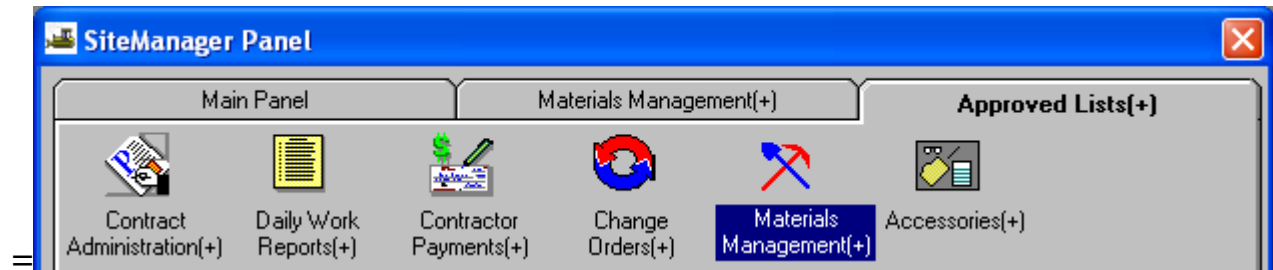 SiteManager Panel
Main Panel
Materials Management(+)
Approved Lists(+)
Contract
Administration(+)
Daily Work
Reports(+)
Contractor
Payments(+)
Change
Orders(+)
Materials
Management(+)
Accessories(+)
=